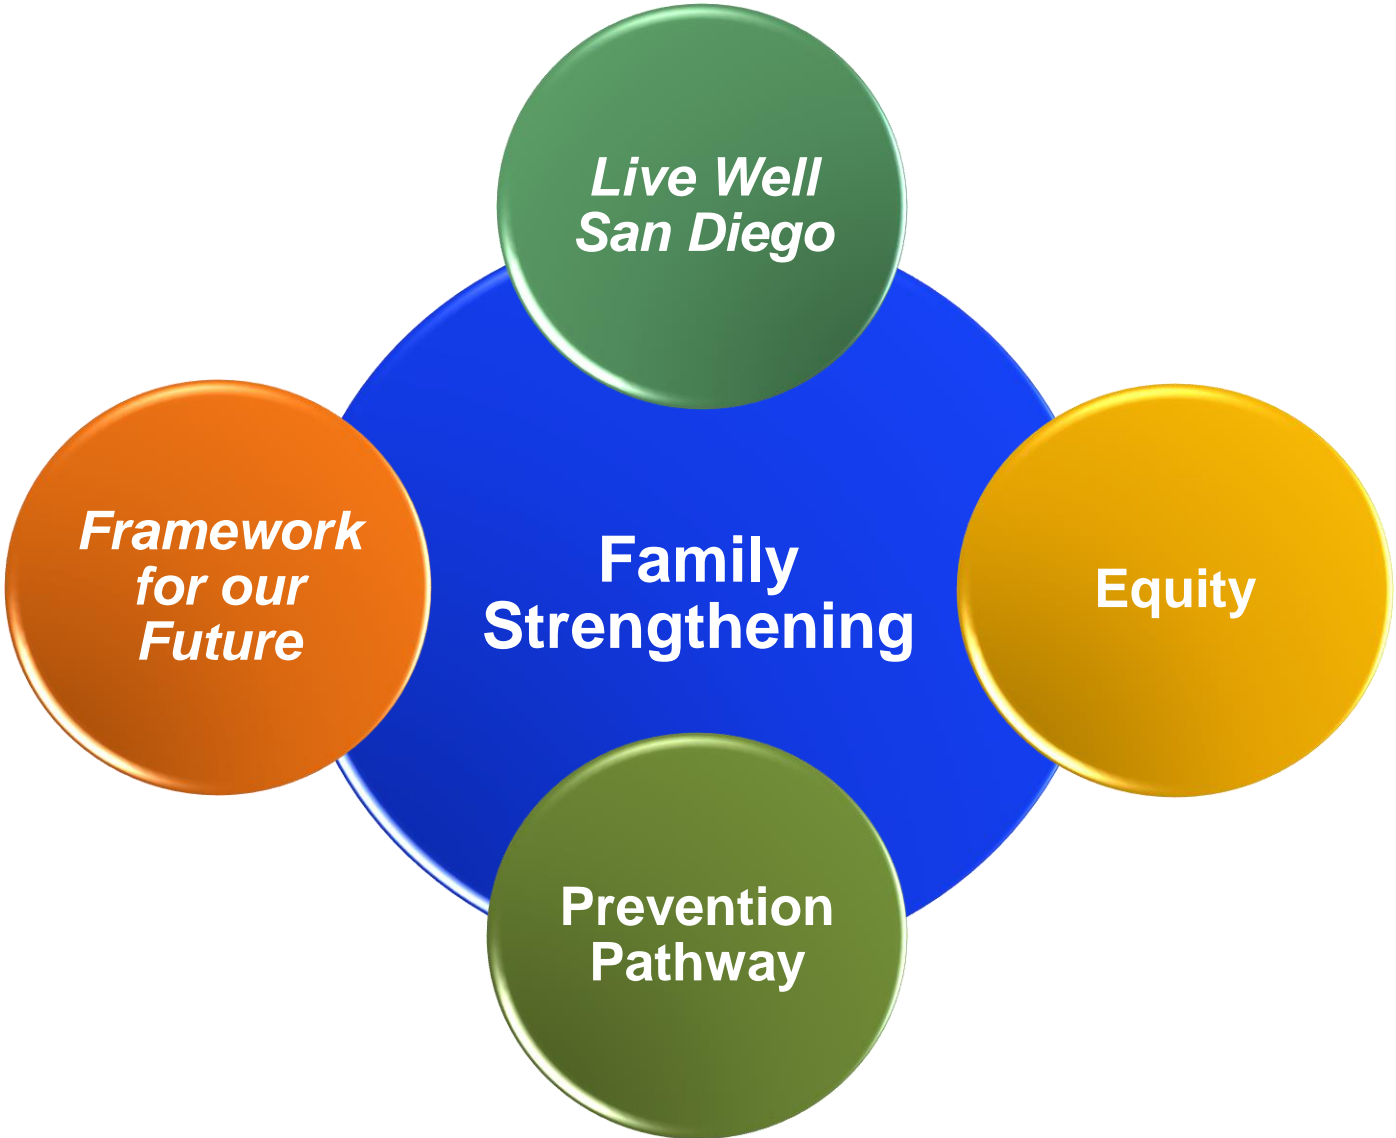 Live Well
San Diego
Framework
for our
Future
Family
Strengthening
Equity
Prevention
Pathway